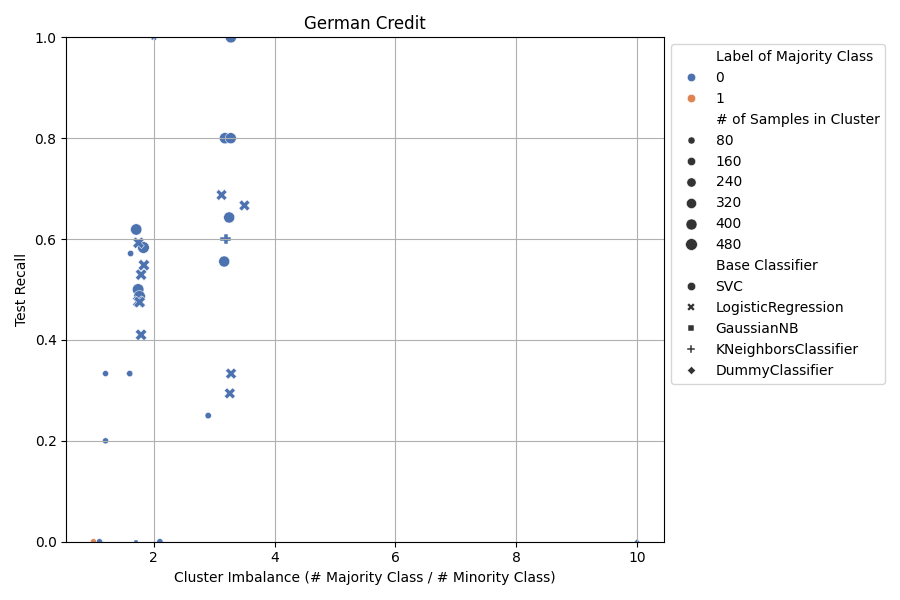 German Credit
1.0
0.8
0.6
0.4
0.2
0.0
Test Recall
2
4
6
8
10
Cluster Imbalance (# Majority Class / # Minority Class)
Label of Majority Class
0
1
# of Samples in Cluster
80
160
240
320
400
480
Base Classifier
SVC
LogisticRegression
GaussianNB
KNeighborsClassifier
DummyClassifier